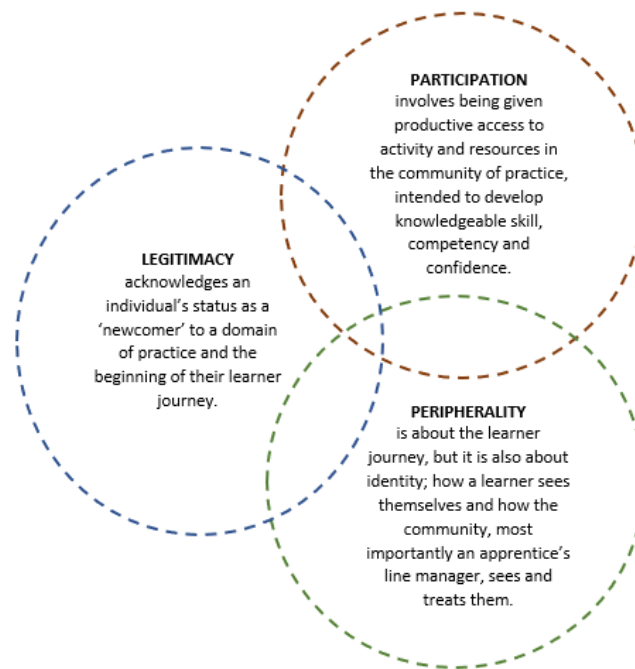 PARTICIPATION
involves being given
productive access to
activity and resources in
the community of practice,
intended to develop
knowledgeable skill,
competency and
confidence.
LEGITIMACY
acknowledges an
individual’s status as a
‘newcomer’ to a domain
of practice and the
beginning of their learner
journey.
PERIPHERALITY
is about the learner
journey, but it is also about
identity; how a learner sees
themselves and how the
community, most
importantly an apprentice’s
line manager, sees and
treats them.